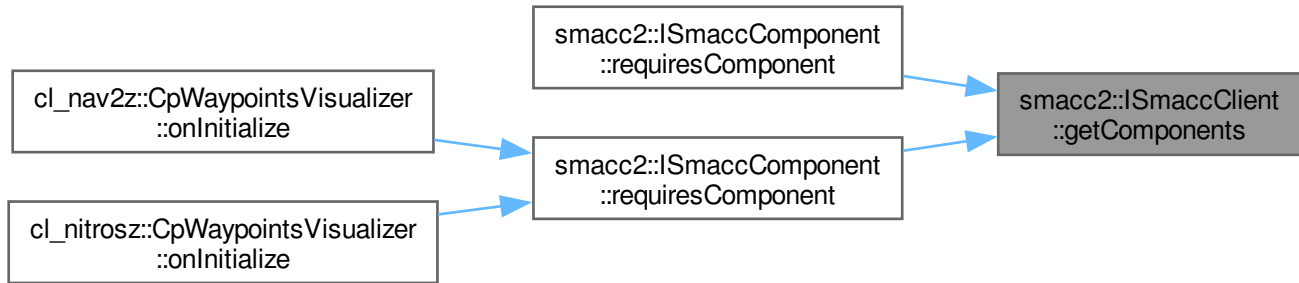 cl_nav2z::CpWaypointsVisualizer
::onInitialize
cl_nitrosz::CpWaypointsVisualizer
::onInitialize
smacc2::ISmaccComponent
::requiresComponent
smacc2::ISmaccComponent
::requiresComponent
smacc2::ISmaccClient
::getComponents